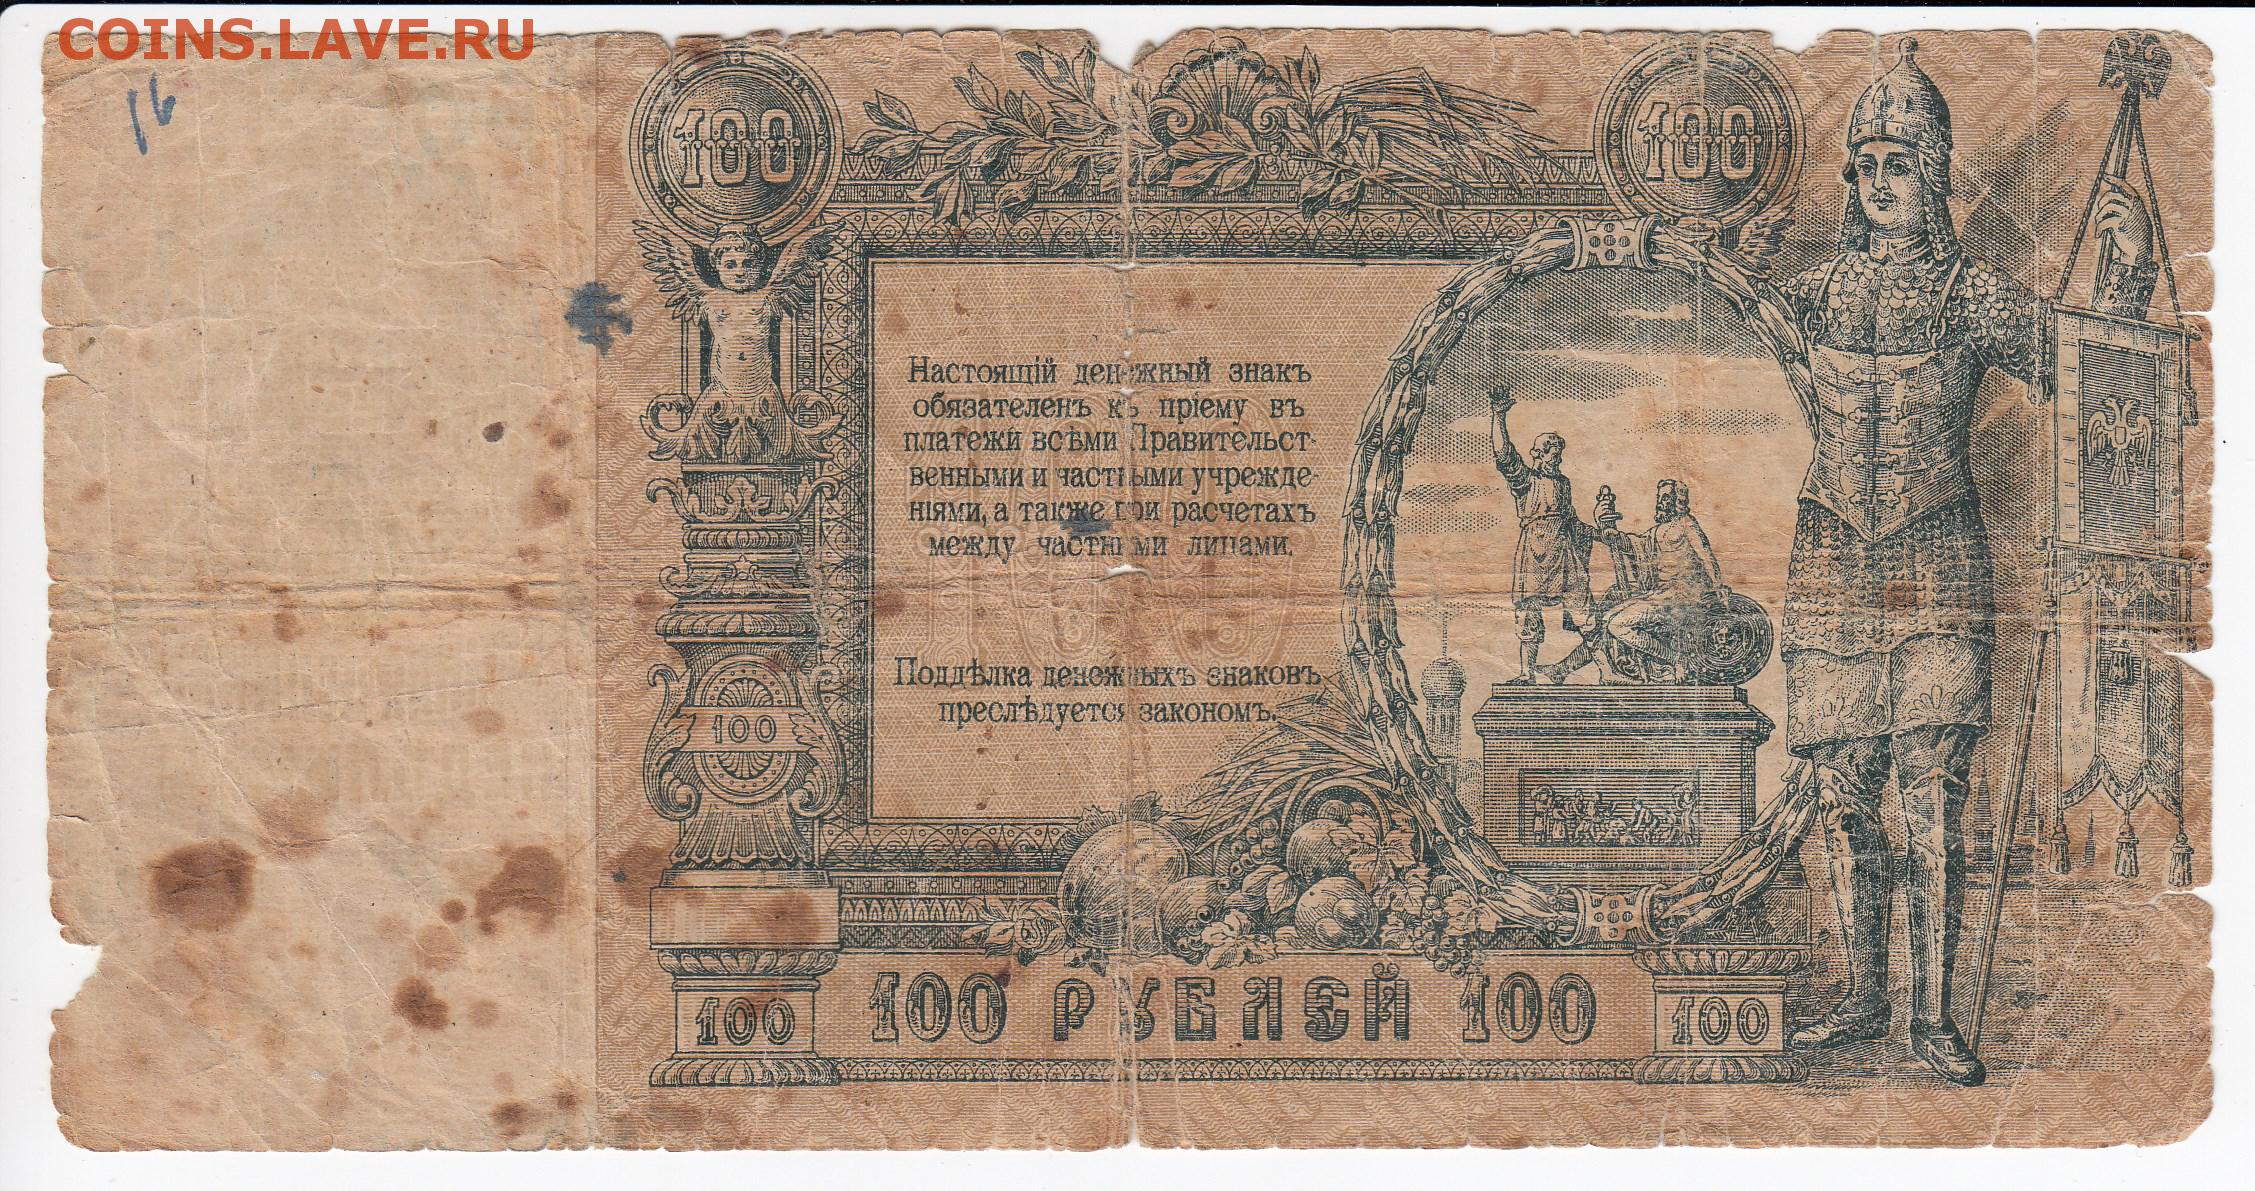 COINS.LAVE.RU
16
100
100
Настоящій денежный знакъ
обязателенъ къ пріему въ
платежи всѣми Правительст-
венными и частными учрежде-
ніями, а также при расчетахъ
между частными лицами.
Поддѣлка денежныхъ знаковъ
преслѣдуется закономъ.
100
100
100 РУБЛЕЙ 100
100